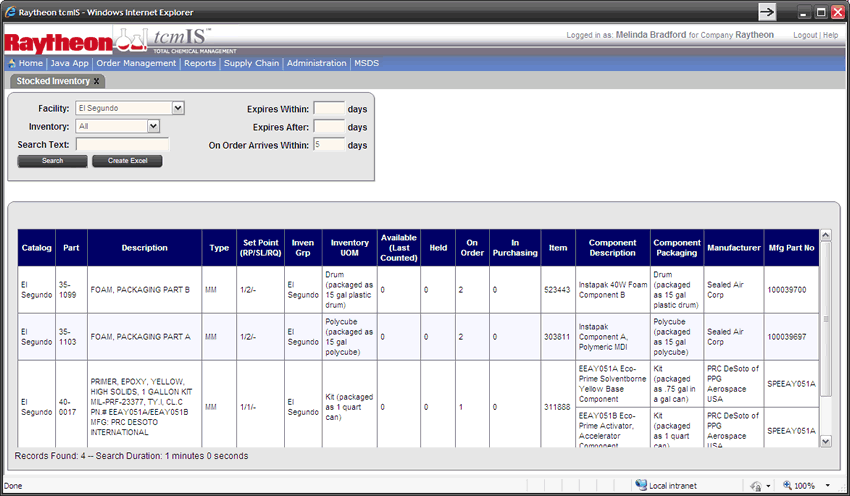 Raytheon tcmIS - Windows Internet Explorer
Raytheon tcmIS™
TOTAL CHEMICAL MANAGEMENT
Logged in as: Melinda Bradford for Company Raytheon Logout | Help
Home | Java App | Order Management | Reports | Supply Chain | Administration | MSDS
Stocked Inventory x
Facility: El Segundo Expires Within: days
Inventory: All Expires After: days
Search Text: On Order Arrives Within: 5 days
Search Create Excel
Catalog Part Description Type Set Point (RP/SL/RQ) Inven Grp Inventory UOM Available (Last Counted) Held On Order In Purchasing Item Component Description Component Packaging Manufacturer Mfg Part No
El Segundo 35-1099 FOAM, PACKAGING PART B MM 1/2/- El Segundo Drum (packaged as 15 gal plastic drum) 0 0 2 0 523443 Instapak 40W Foam Component B Drum (packaged as 15 gal plastic drum) Sealed Air Corp 100039700
El Segundo 35-1103 FOAM, PACKAGING PART A MM 1/2/- El Segundo Polycube (packaged as 15 gal polycube) 0 0 2 0 303811 Instapak Component A, Polymeric MDI Polycube (packaged as 15 gal polycube) Sealed Air Corp 100039697
El Segundo 40-0017 PRIMER, EPOXY, YELLOW, HIGH SOLIDS, 1 GALLON KIT MIL-PRF-23377, TY.I, CL.C PN.# EEAY051A/EEAY051B MFG: PRC DESOTO INTERNATIONAL MM 1/1/- El Segundo Kit (packaged as 1 quart can) 0 0 1 0 311888 EEAY051A Eco-Prime Solventborne Yellow Base Component Kit (packaged as .75 gal in a gal can) PRC DeSoto of PPG Aerospace USA SPEEAY051A
EEAY051B Eco-Prime Activator, Accelerator Component Kit (packaged as 1 quart can) PRC DeSoto of PPG Aerospace USA SPEEAY051A
Records Found: 4 -- Search Duration: 1 minutes 0 seconds
Done Local intranet 100%